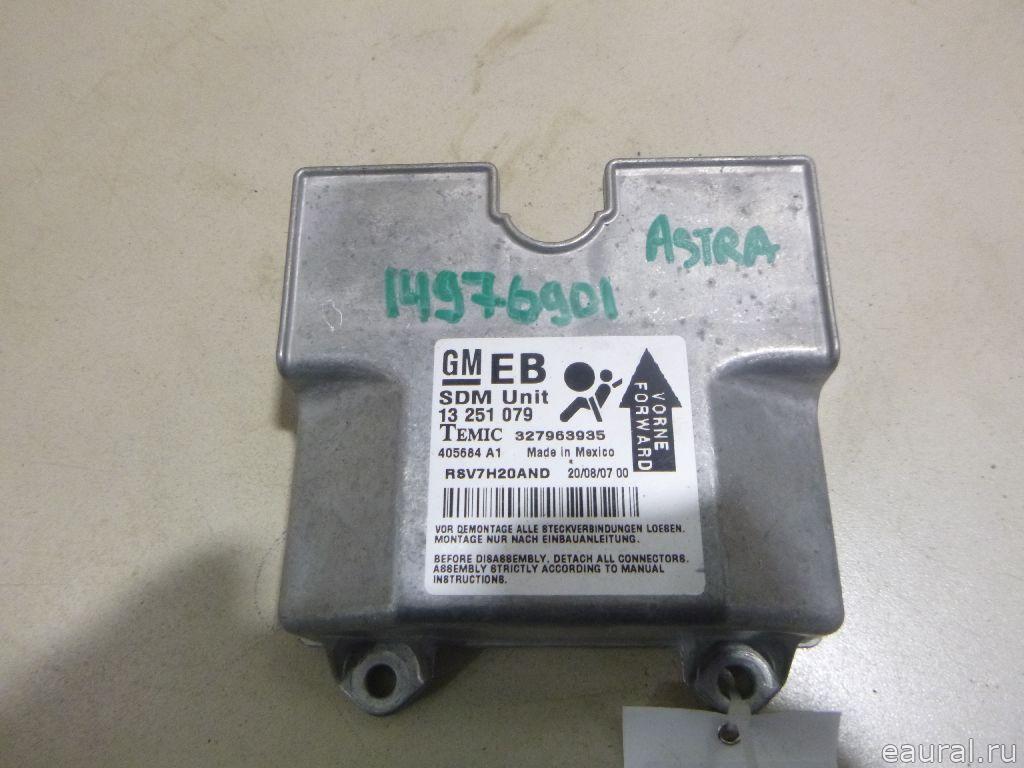 ASTRA
14976901
GM EB
SDM Unit
13 251 079
TEMIC 327963935
405684 A1 Made in Mexico
RSV7H20AND 20/08/07 00
VORNE
FORWARD
VOR DEMONTAGE ALLE STECKVERBINDUNGEN LOESEN.
MONTAGE NUR NACH EINBAUANLEITUNG.
BEFORE DISASSEMBLY, DETACH ALL CONNECTORS.
ASSEMBLY STRICTLY ACCORDING TO MANUAL
INSTRUCTIONS.
eaural.ru